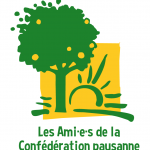 Les Ami·e·s de la
Confédération paysanne